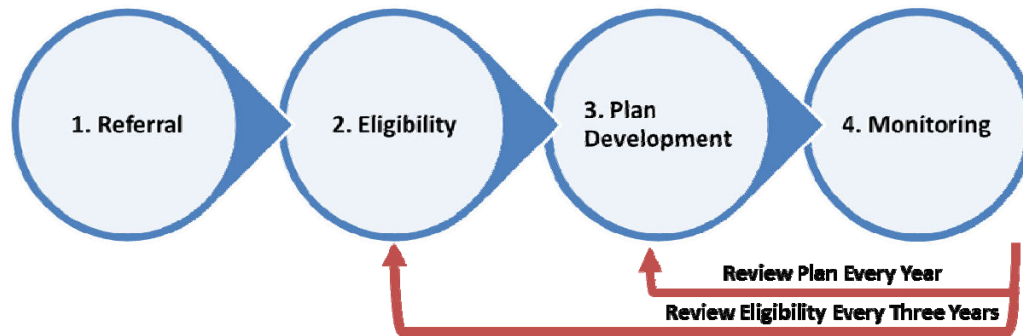 1. Referral
2. Eligibility
3. Plan
Development
4. Monitoring
Review Plan Every Year
Review Eligibility Every Three Years